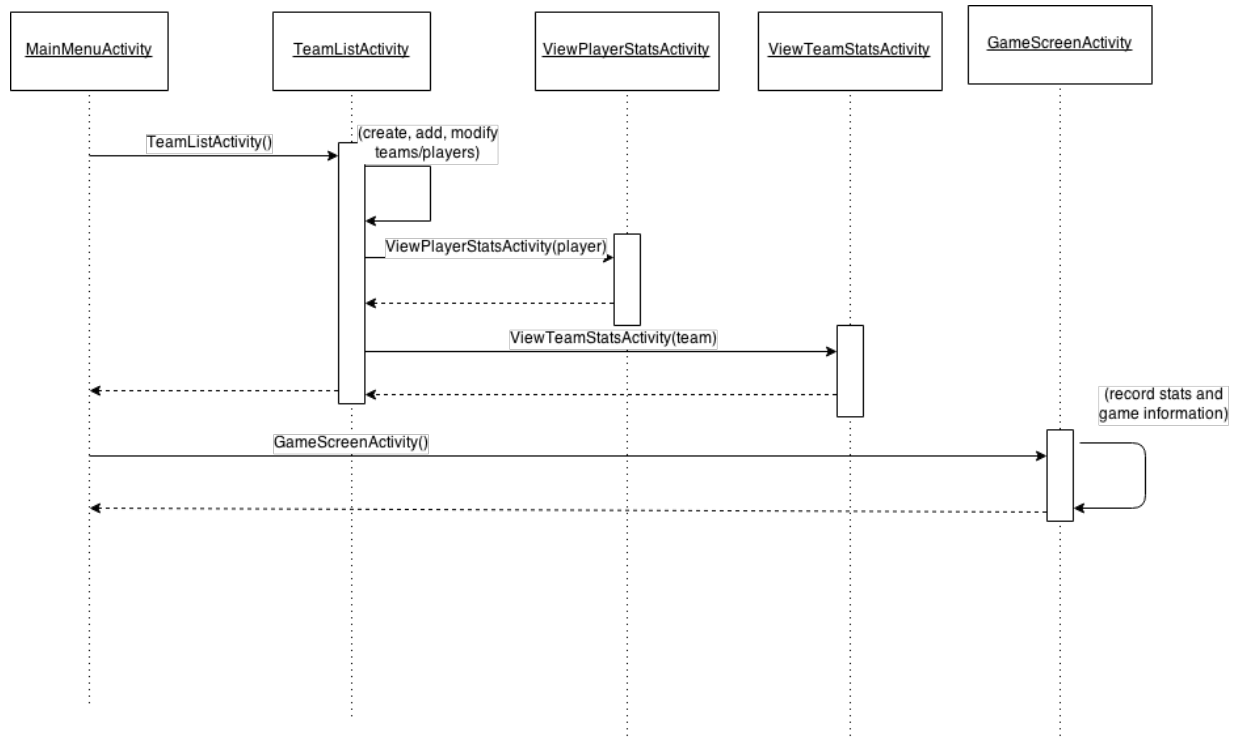 MainMenuActivity
TeamListActivity
ViewPlayerStatsActivity
ViewTeamStatsActivity
GameScreenActivity
TeamListActivity()
(create, add, modify
teams/players)
ViewPlayerStatsActivity(player)
ViewTeamStatsActivity(team)
(record stats and
game information)
GameScreenActivity()